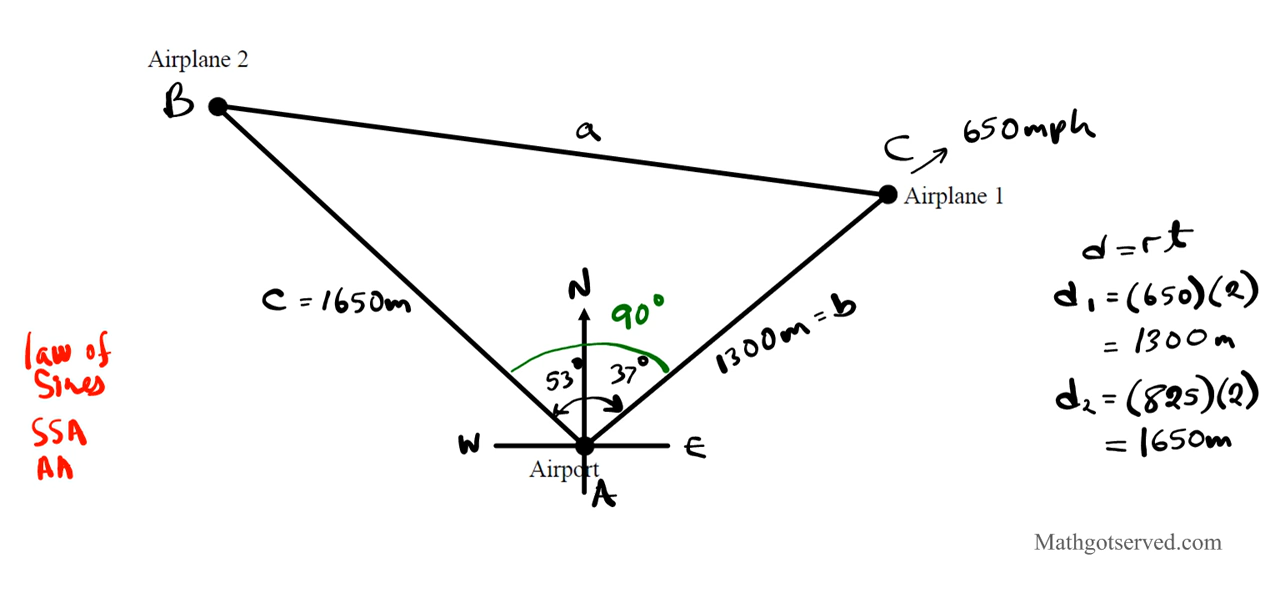 Airplane 2
B
a
C
650mph
Airplane 1
d = rt
N
90°
C = 1650m
1300m = b
d₁ = (650)(2)
= 1300m
law of
Sines
53°
37°
d₂ = (825)(2)
= 1650m
SSA
AA
W
E
Airport
A
Mathgotserved.com